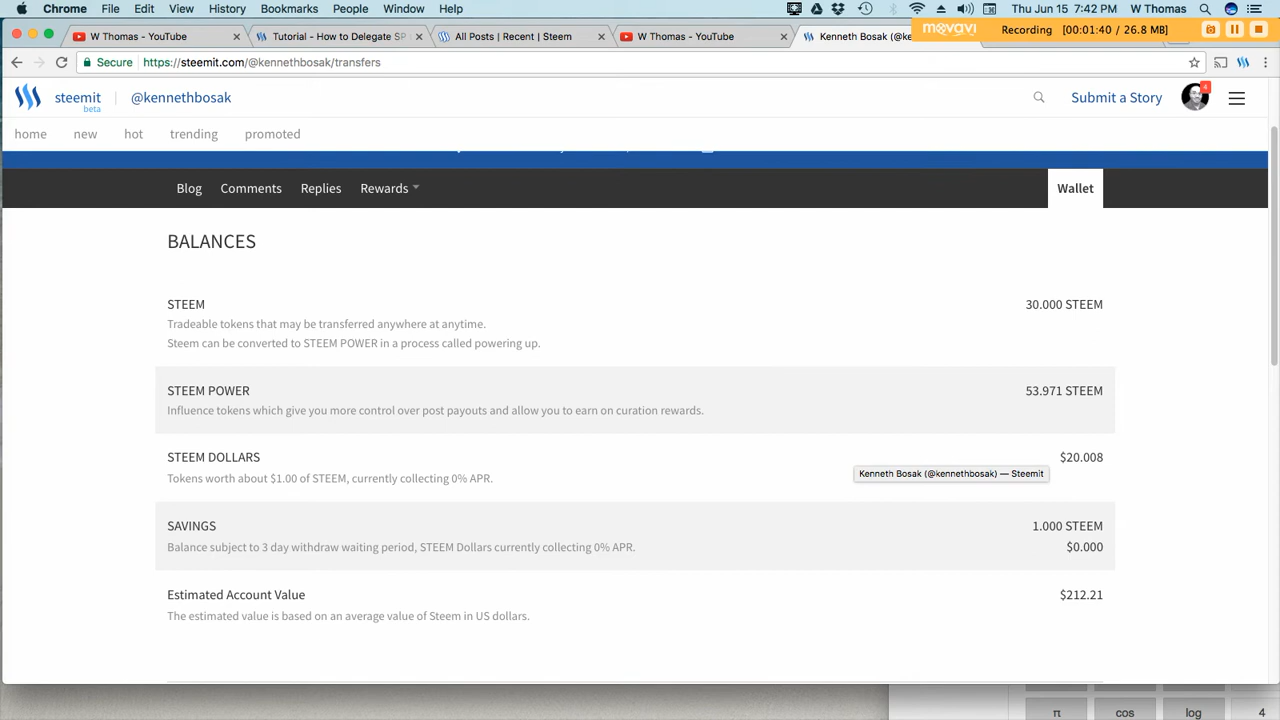 Chrome File Edit View History Bookmarks People Window Help Thu Jun 15 7:42 PM W Thomas
W Thomas - YouTube × Tutorial - How to Delegate SP × All Posts | Recent | Steem × W Thomas - YouTube × Kenneth Bosak (@ke
movavi Recording [00:01:40 / 26.8 MB]
Secure https://steemit.com/@kennethbosak/transfers
steemit beta @kennethbosak Submit a Story 4
home new hot trending promoted
Blog Comments Replies Rewards Wallet
BALANCES
STEEM 30.000 STEEM
Tradeable tokens that may be transferred anywhere at anytime.
Steem can be converted to STEEM POWER in a process called powering up.
STEEM POWER 53.971 STEEM
Influence tokens which give you more control over post payouts and allow you to earn on curation rewards.
STEEM DOLLARS $20.008
Kenneth Bosak (@kennethbosak) — Steemit
Tokens worth about $1.00 of STEEM, currently collecting 0% APR.
SAVINGS 1.000 STEEM
Balance subject to 3 day withdraw waiting period, STEEM Dollars currently collecting 0% APR. $0.000
Estimated Account Value $212.21
The estimated value is based on an average value of Steem in US dollars.
π cos log 4